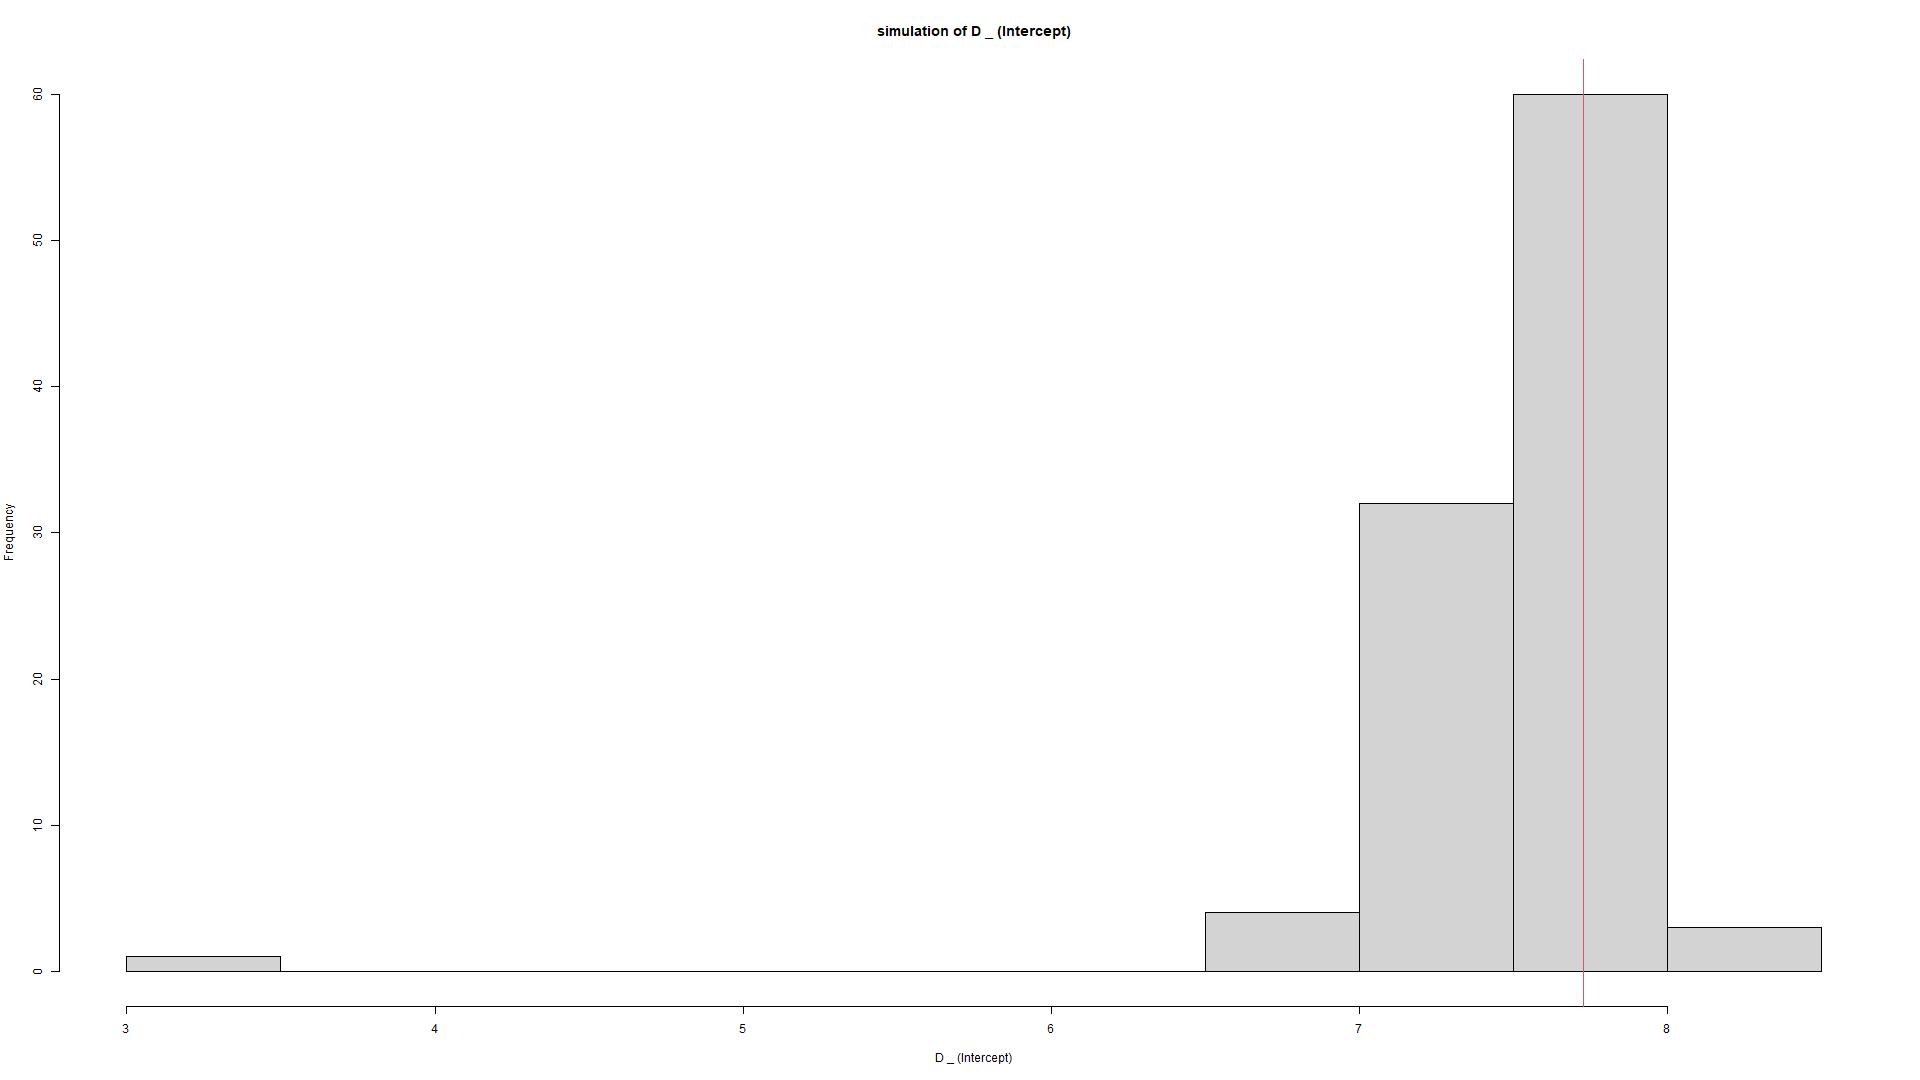 simulation of D _ (Intercept)
60
50
40
30
20
10
0
Frequency
3 4 5 6 7 8
D _ (Intercept)